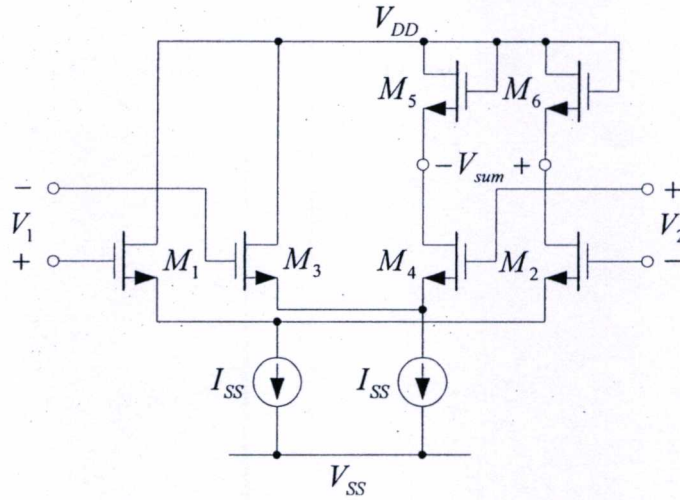 V_DD
M_5
M_6
− V_sum +
−
V_1
+
M_1
M_3
M_4
M_2
+
V_2
−
I_SS
I_SS
V_SS